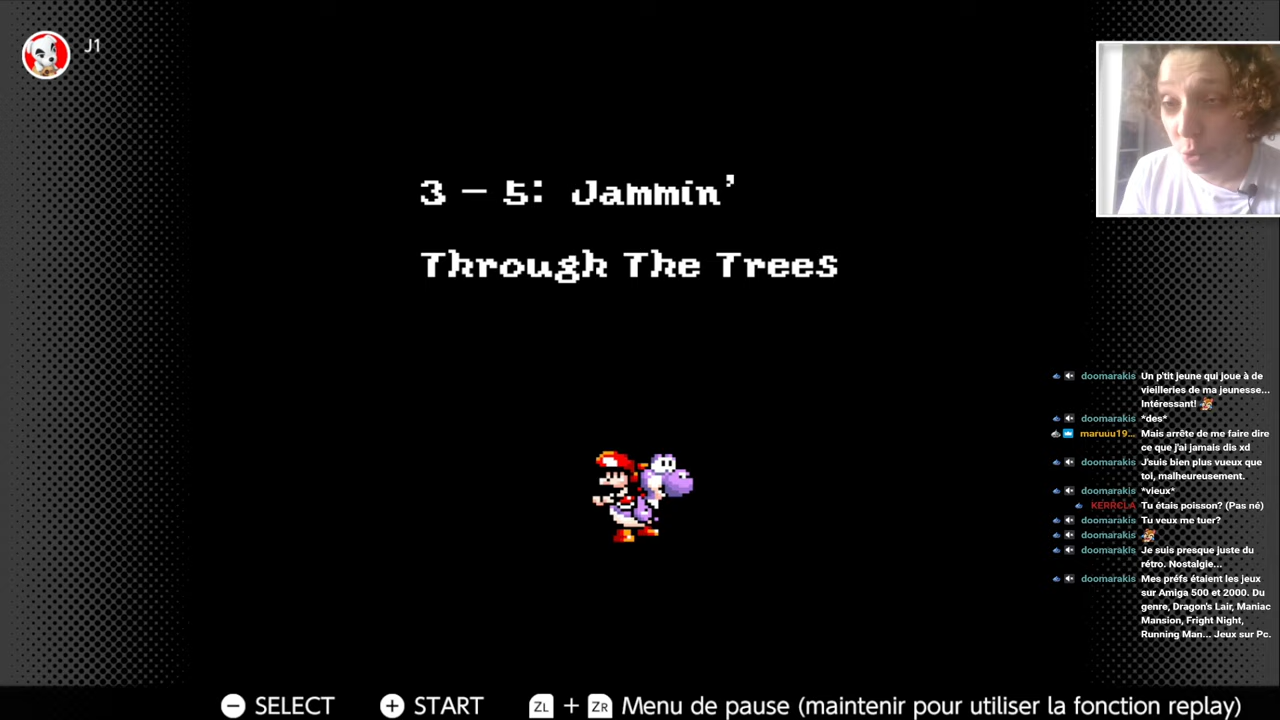 J1
3 - 5: Jammin'
Through The Trees
doomarakis Un p'tit jeune qui joue à de
vieilleries de ma jeunesse...
Intéressant!
doomarakis *des*
maruuu19... Mais arrête de me faire dire
ce que j'ai jamais dis xd
doomarakis J'suis bien plus vueux que
toI, malheureusement.
doomarakis *vieux*
KERRCLA Tu étais poisson? (Pas né)
doomarakis Tu veux me tuer?
doomarakis
doomarakis Je suis presque juste du
rétro. Nostalgie...
doomarakis Mes préfs étaient les jeux
sur Amiga 500 et 2000. Du
genre, Dragon's Lair, Maniac
Mansion, Fright Night,
Running Man... Jeux sur Pc.
- SELECT + START ZL + ZR Menu de pause (maintenir pour utiliser la fonction replay)